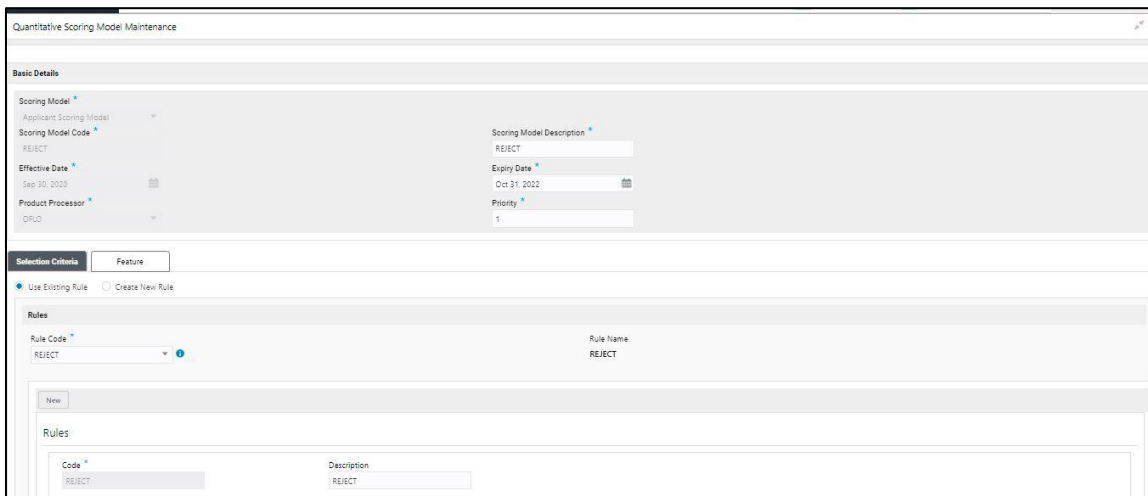 Quantitative Scoring Model Maintenance
Basic Details
Scoring Model *
Applicant Scoring Model
Scoring Model Code * Scoring Model Description *
REJECT REJECT
Effective Date * Expiry Date *
Sep 30, 2020 Oct 31, 2022
Product Processor * Priority *
OFLO 1
Selection Criteria Feature
Use Existing Rule Create New Rule
Rules
Rule Code * Rule Name
REJECT REJECT
New
Rules
Code * Description
REJECT REJECT